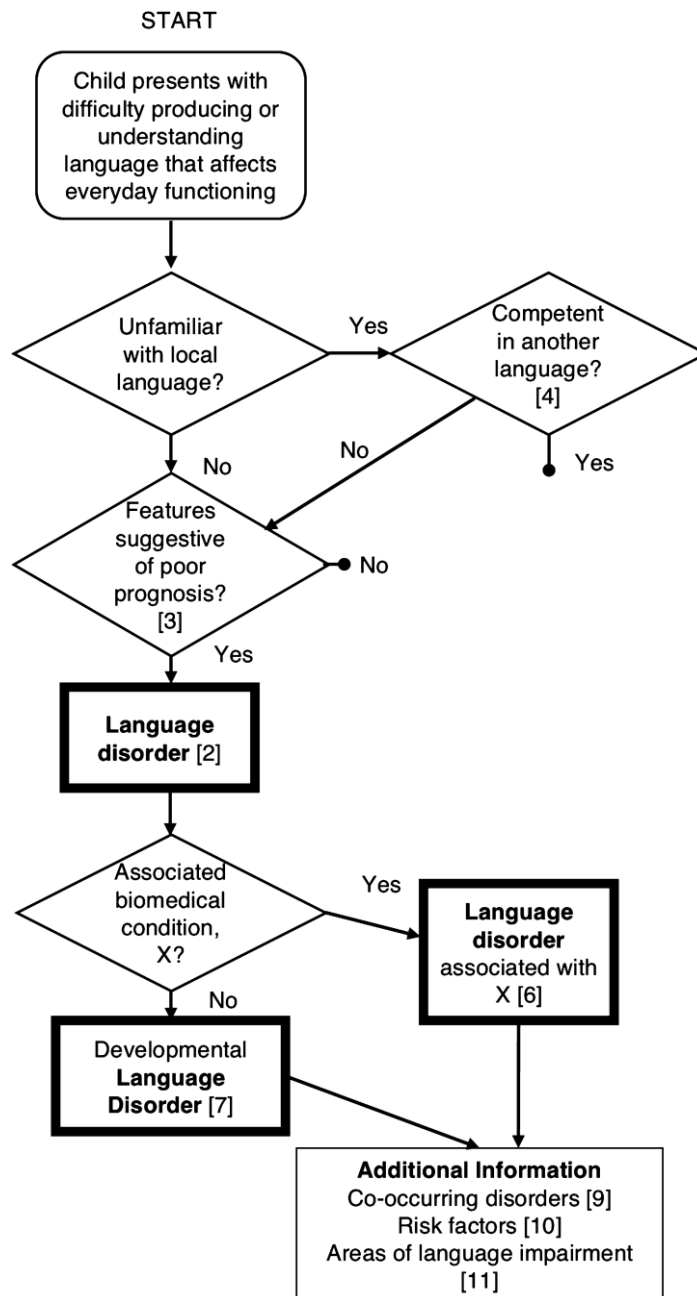 START
Child presents with
difficulty producing or
understanding
language that affects
everyday functioning
Unfamiliar
with local
language?
Yes
Competent
in another
language?
[4]
Yes
No
No
Features
suggestive
of poor
prognosis?
[3]
No
Yes
Language
disorder [2]
Associated
biomedical
condition,
X?
Yes
Language
disorder
associated with
X [6]
No
Developmental
Language
Disorder [7]
Additional Information
Co-occurring disorders [9]
Risk factors [10]
Areas of language impairment
[11]